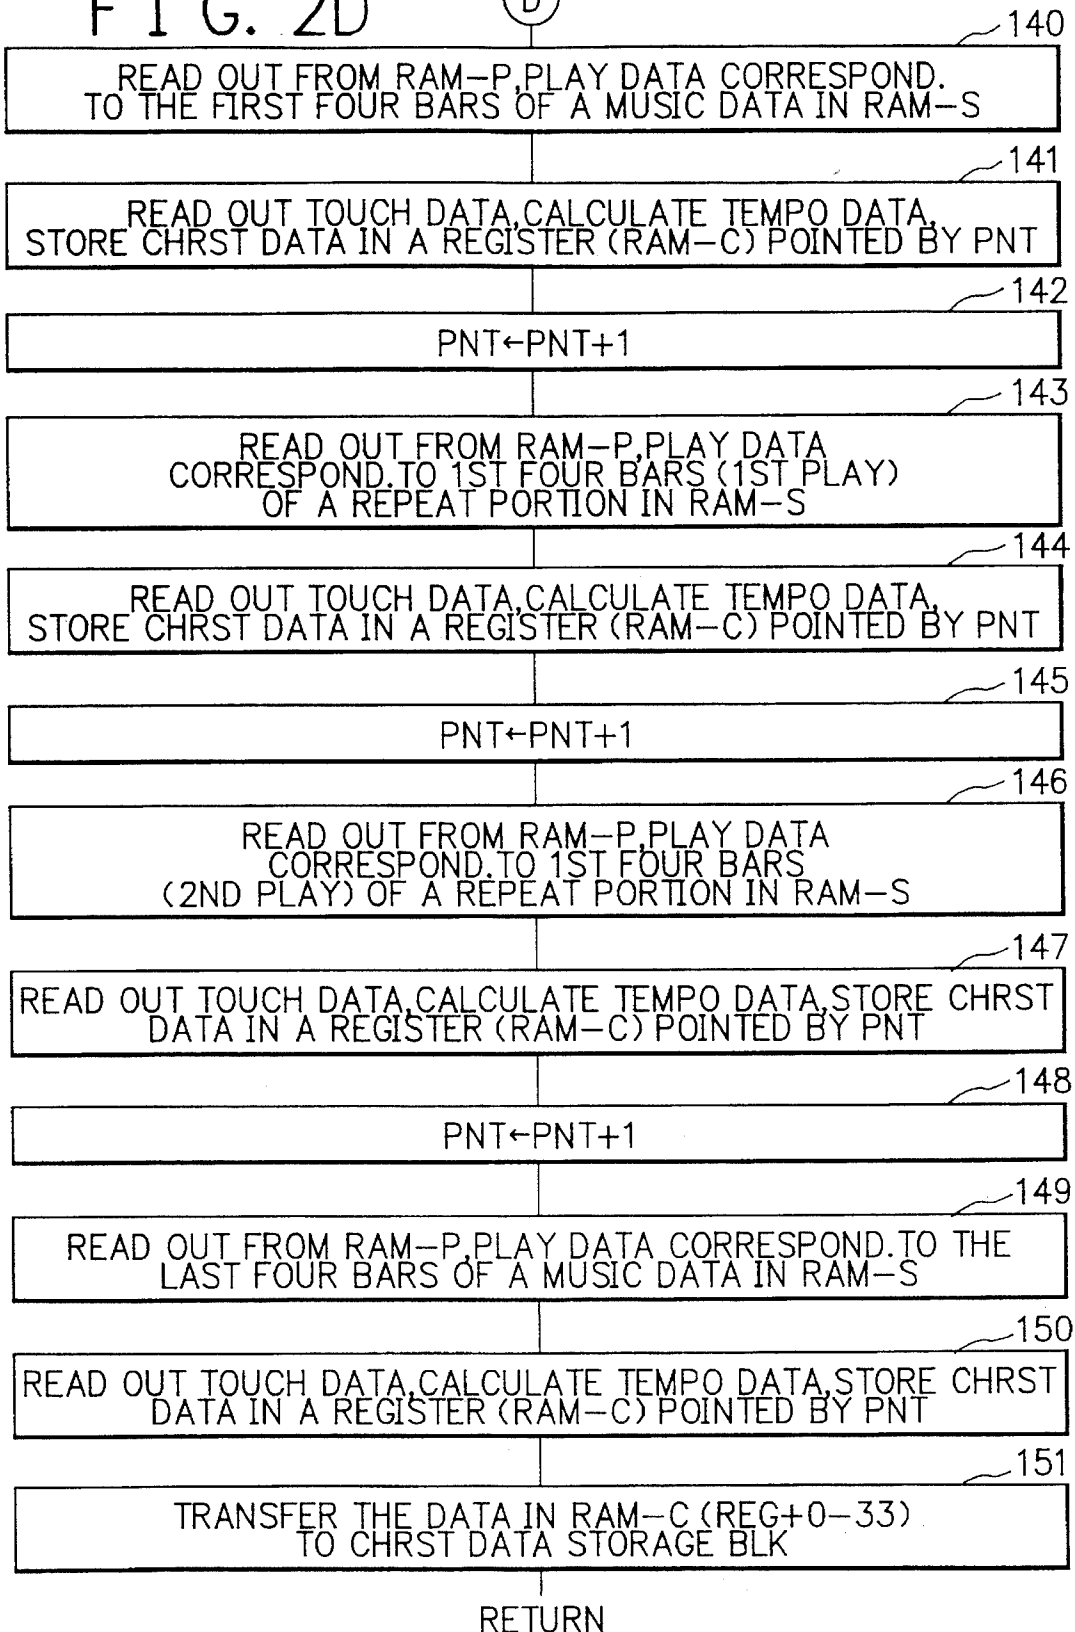 FIG. 2D
D
140
READ OUT FROM RAM-P,PLAY DATA CORRESPOND.
TO THE FIRST FOUR BARS OF A MUSIC DATA IN RAM-S
141
READ OUT TOUCH DATA,CALCULATE TEMPO DATA,
STORE CHRST DATA IN A REGISTER (RAM-C) POINTED BY PNT
142
PNT←PNT+1
143
READ OUT FROM RAM-P,PLAY DATA
CORRESPOND.TO 1ST FOUR BARS (1ST PLAY)
OF A REPEAT PORTION IN RAM-S
144
READ OUT TOUCH DATA,CALCULATE TEMPO DATA,
STORE CHRST DATA IN A REGISTER (RAM-C) POINTED BY PNT
145
PNT←PNT+1
146
READ OUT FROM RAM-P,PLAY DATA
CORRESPOND.TO 1ST FOUR BARS
(2ND PLAY) OF A REPEAT PORTION IN RAM-S
147
READ OUT TOUCH DATA,CALCULATE TEMPO DATA,STORE CHRST
DATA IN A REGISTER (RAM-C) POINTED BY PNT
148
PNT←PNT+1
149
READ OUT FROM RAM-P,PLAY DATA CORRESPOND.TO THE
LAST FOUR BARS OF A MUSIC DATA IN RAM-S
150
READ OUT TOUCH DATA,CALCULATE TEMPO DATA,STORE CHRST
DATA IN A REGISTER (RAM-C) POINTED BY PNT
151
TRANSFER THE DATA IN RAM-C (REG+0-33)
TO CHRST DATA STORAGE BLK
RETURN